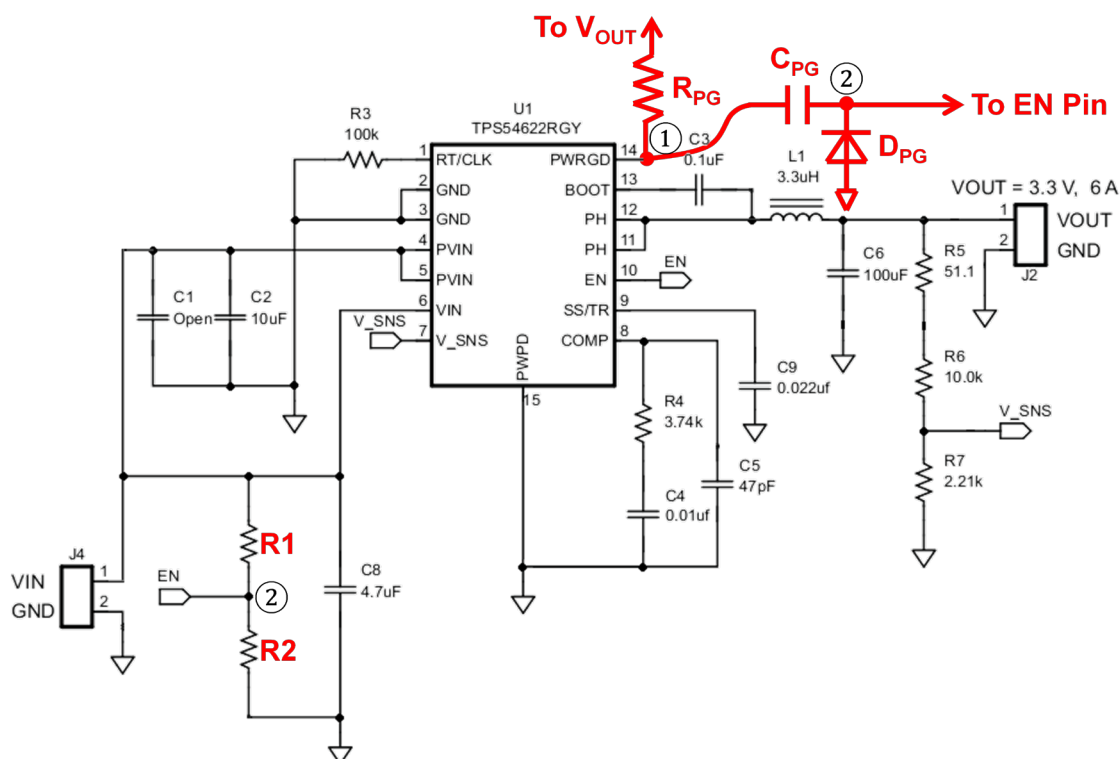 To VOUT
CPG
②
RPG
To EN Pin
①
DPG
U1
TPS54622RGY
R3
100k
C3
0.1uF
L1
3.3uH
VOUT = 3.3 V, 6 A
1 RT/CLK
2 GND
3 GND
4 PVIN
5 PVIN
6 VIN
7 V_SNS
PWRGD 14
BOOT 13
PH 12
PH 11
EN 10
SS/TR 9
COMP 8
PWPD
15
EN
V_SNS
1 VOUT
2 GND
J2
C1
Open
C2
10uF
C6
100uF
R5
51.1
R6
10.0k
V_SNS
R7
2.21k
C9
0.022uf
R4
3.74k
C5
47pF
C4
0.01uf
R1
J4
VIN 1
GND 2
EN
②
C8
4.7uF
R2